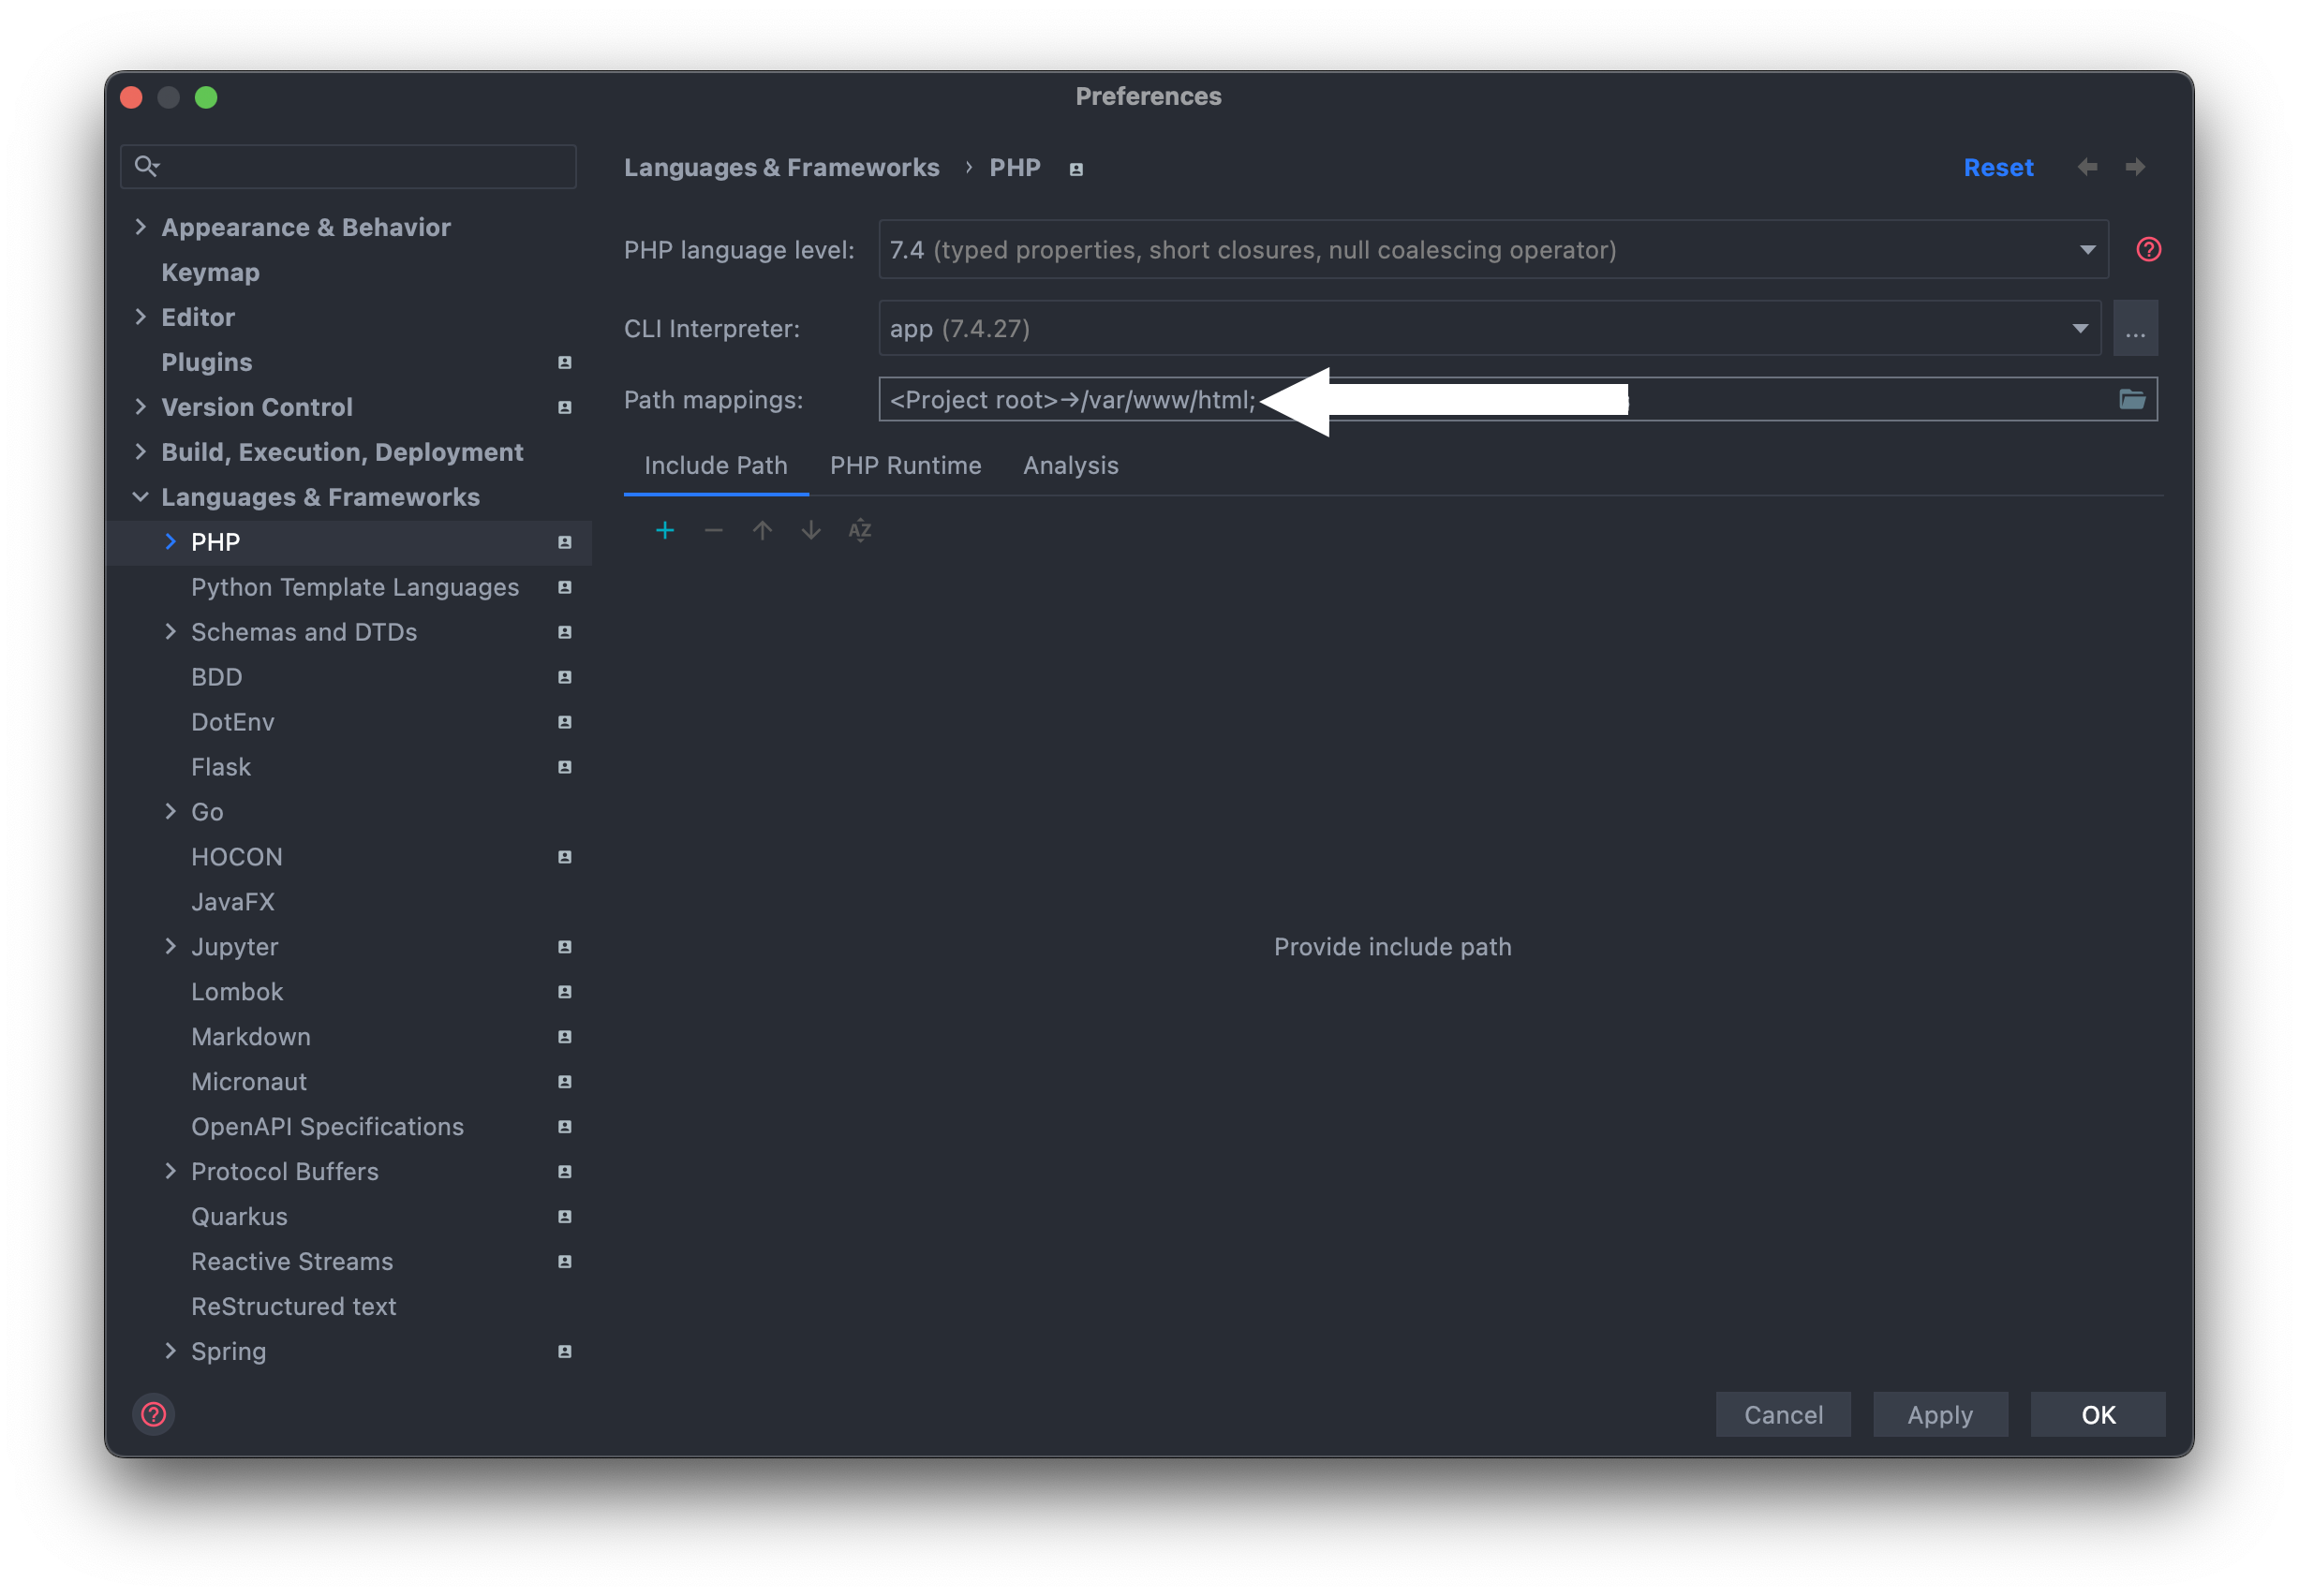 Preferences
Languages & Frameworks › PHP
Reset
Appearance & Behavior
Keymap
Editor
Plugins
Version Control
Build, Execution, Deployment
Languages & Frameworks
PHP
Python Template Languages
Schemas and DTDs
BDD
DotEnv
Flask
Go
HOCON
JavaFX
Jupyter
Lombok
Markdown
Micronaut
OpenAPI Specifications
Protocol Buffers
Quarkus
Reactive Streams
ReStructured text
Spring
PHP language level: 7.4 (typed properties, short closures, null coalescing operator)
CLI Interpreter: app (7.4.27) ...
Path mappings: <Project root>→/var/www/html;
Include Path PHP Runtime Analysis
Provide include path
Cancel Apply OK